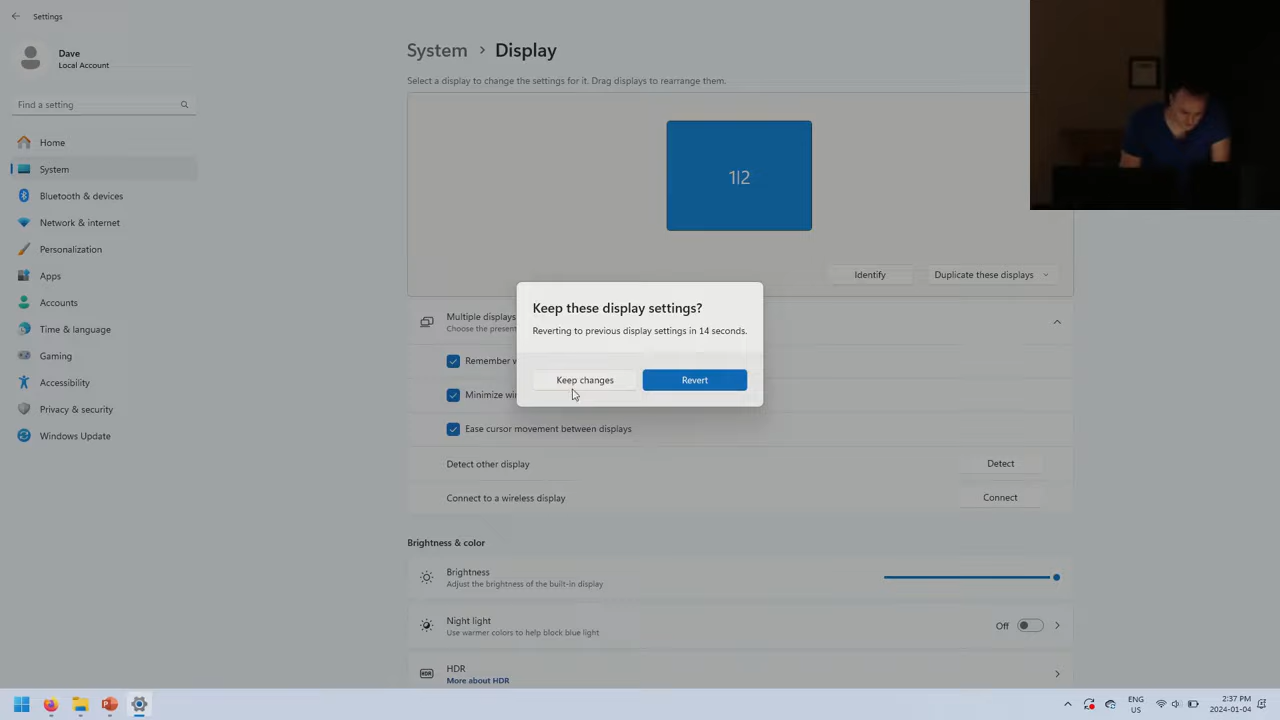 Settings
Dave
Local Account
Find a setting
Home
System
Bluetooth & devices
Network & internet
Personalization
Apps
Accounts
Time & language
Gaming
Accessibility
Privacy & security
Windows Update
System > Display
Select a display to change the settings for it. Drag displays to rearrange them.
1|2
Identify
Duplicate these displays
Keep these display settings?
Reverting to previous display settings in 14 seconds.
Keep changes
Revert
Multiple displays
Choose the
Remember
Minimize
Ease cursor movement between displays
Detect other display
Detect
Connect to a wireless display
Connect
Brightness & color
Brightness
Adjust the brightness of the built-in display
Night light
Use warmer colors to help block blue light
Off
HDR
HDR
More about HDR
ENG
US
2:37 PM
2024-01-04